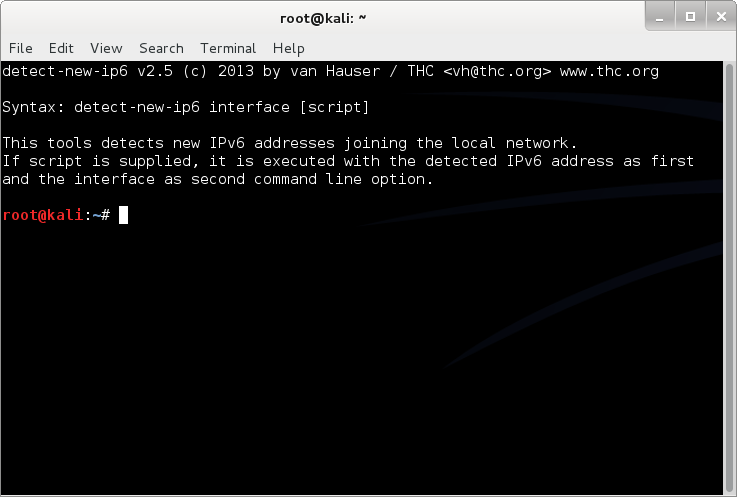 root@kali: ~
File Edit View Search Terminal Help
detect-new-ip6 v2.5 (c) 2013 by van Hauser / THC <vh@thc.org> www.thc.org
Syntax: detect-new-ip6 interface [script]
This tools detects new IPv6 addresses joining the local network.
If script is supplied, it is executed with the detected IPv6 address as first
and the interface as second command line option.
root@kali:~#